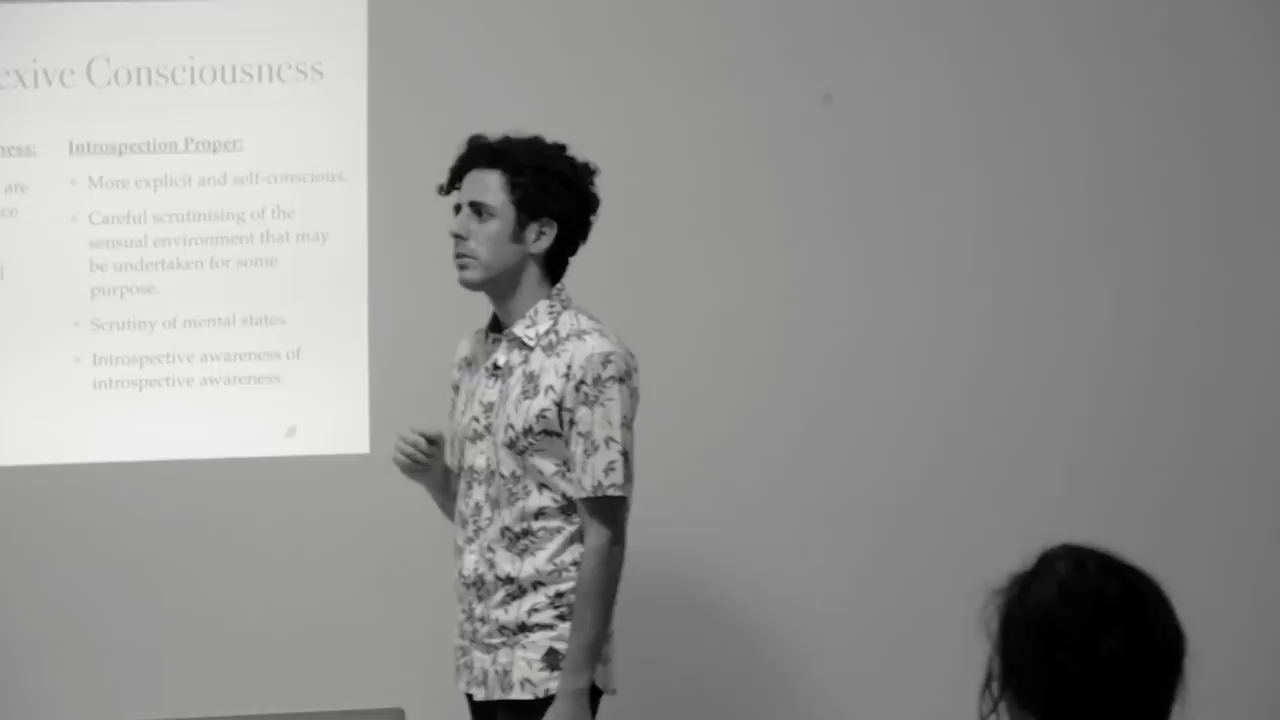 exive Consciousness
ness:
are
ce
l
Introspection Proper:
More explicit and self-conscious.
Careful scrutinising of the
sensual environment that may
be undertaken for some
purpose.
Scrutiny of mental states.
Introspective awareness of
introspective awareness.